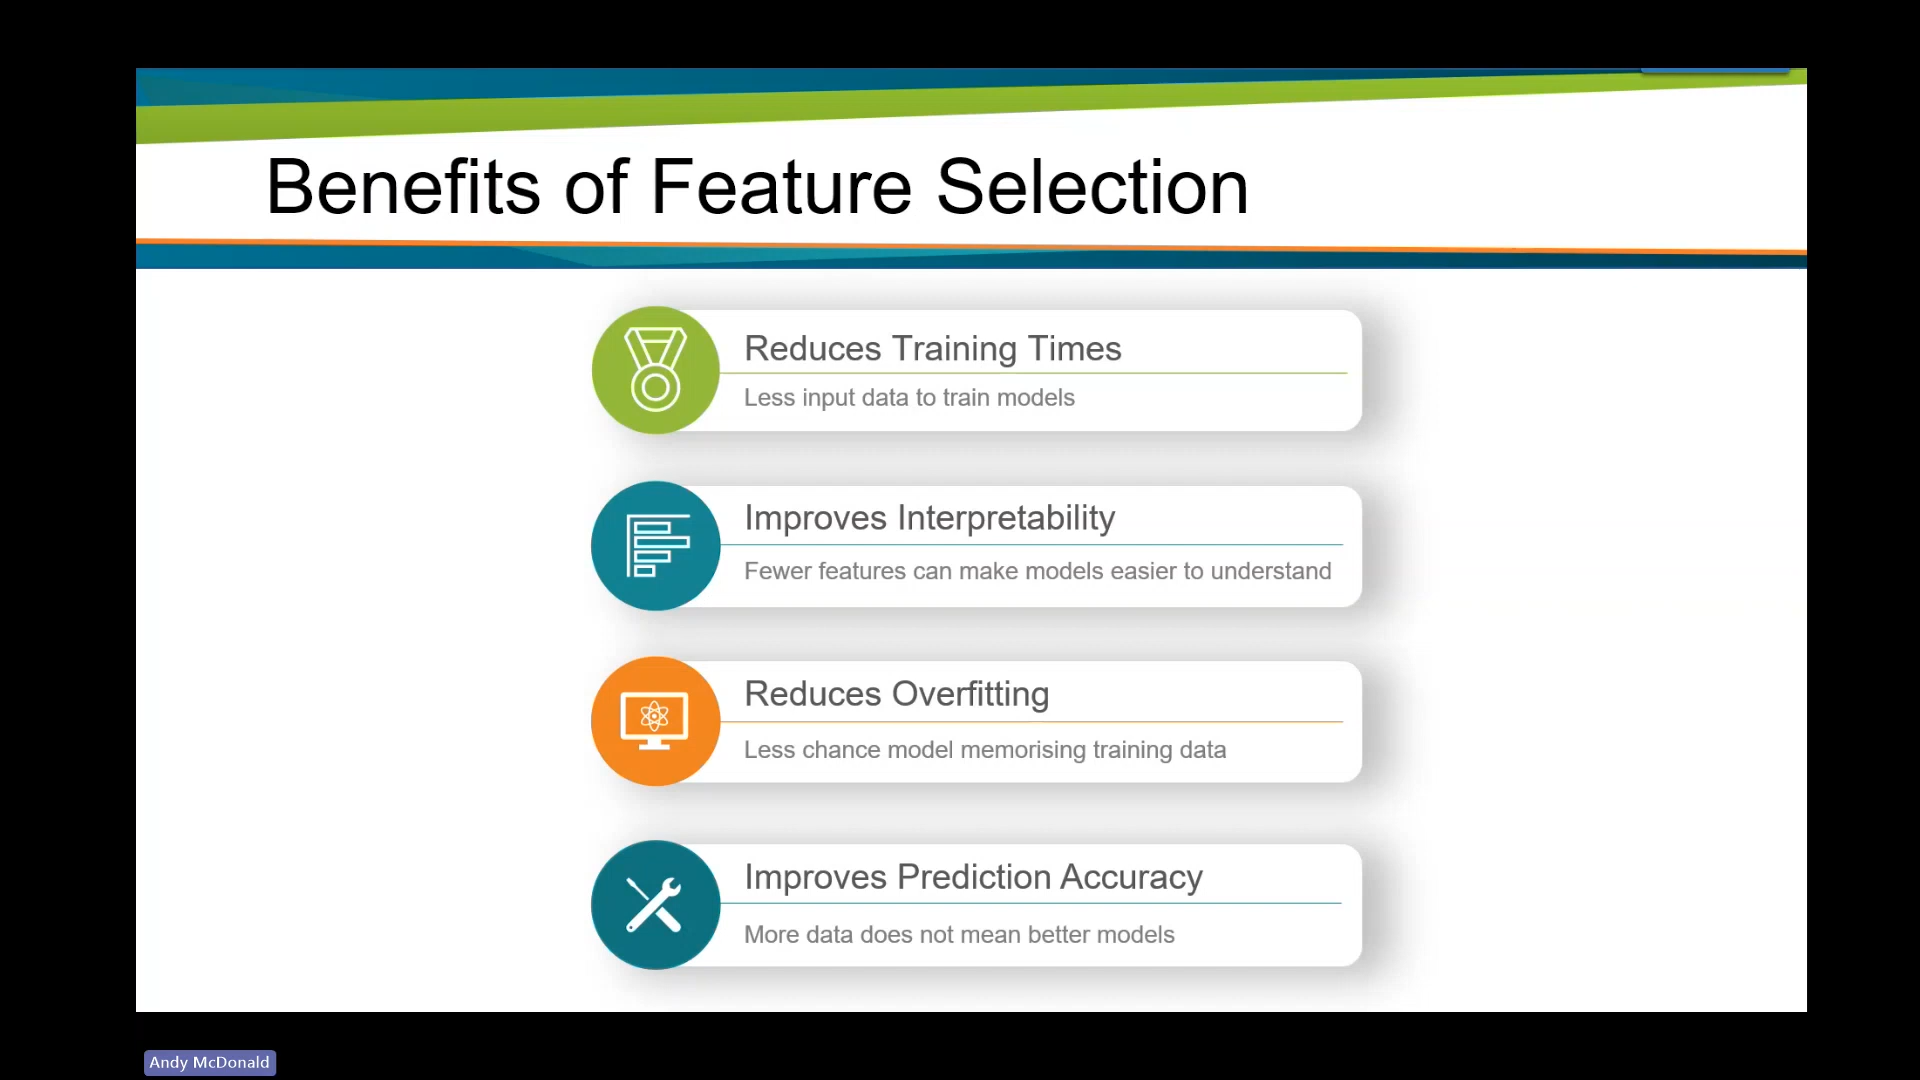 Benefits of Feature Selection
Reduces Training Times
Less input data to train models
Improves Interpretability
Fewer features can make models easier to understand
Reduces Overfitting
Less chance model memorising training data
Improves Prediction Accuracy
More data does not mean better models
Andy McDonald